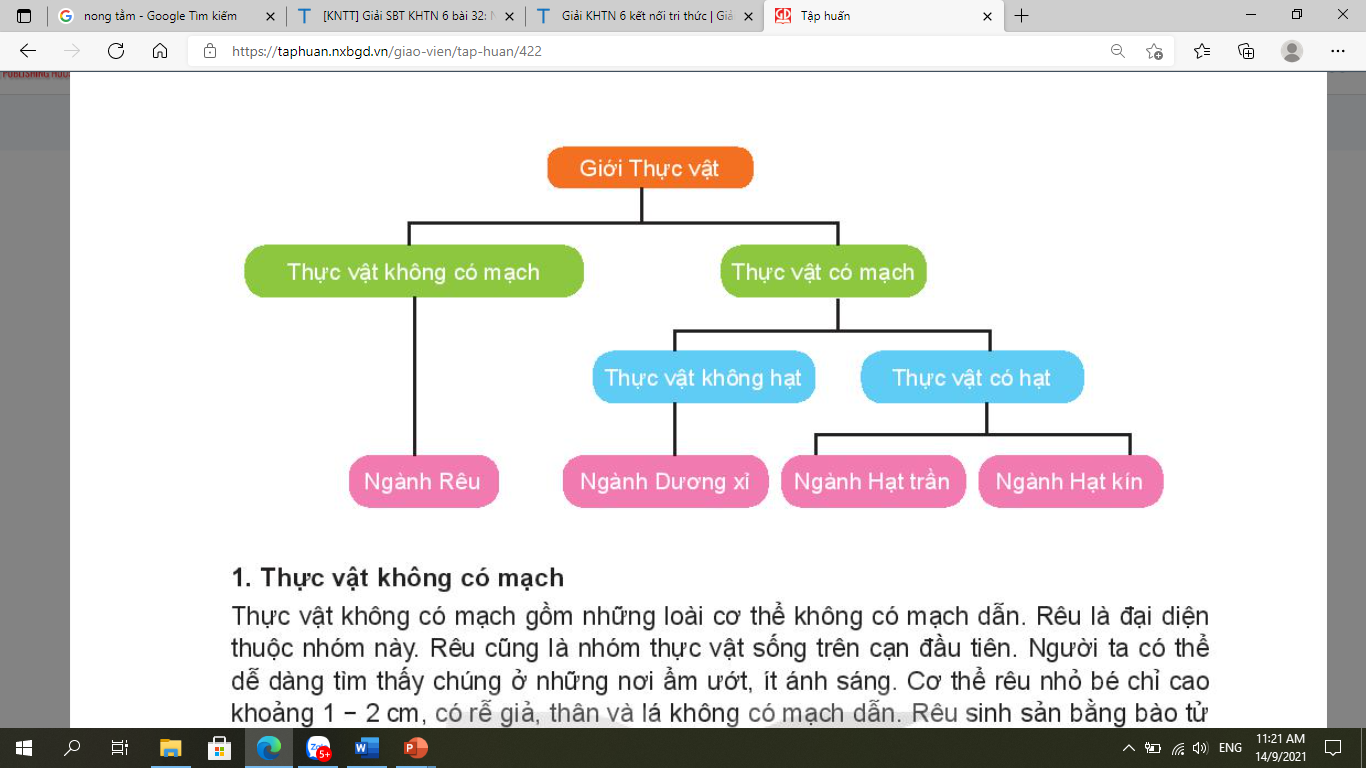 nong tằm - Google Tìm kiếm
[KNTT] Giải SBT KHTN 6 bài 32:
Giải KHTN 6 kết nối tri thức | Giả
Tập huấn
https://taphuan.nxbgd.vn/giao-vien/tap-huan/422
Giới Thực vật
Thực vật không có mạch
Thực vật có mạch
Thực vật không hạt
Thực vật có hạt
Ngành Rêu
Ngành Dương xỉ
Ngành Hạt trần
Ngành Hạt kín
1. Thực vật không có mạch
Thực vật không có mạch gồm những loài cơ thể không có mạch dẫn. Rêu là đại diện
thuộc nhóm này. Rêu cũng là nhóm thực vật sống trên cạn đầu tiên. Người ta có thể
dễ dàng tìm thấy chúng ở những nơi ẩm ướt, ít ánh sáng. Cơ thể rêu nhỏ bé chỉ cao
khoảng 1 – 2 cm, có rễ giả, thân và lá không có mạch dẫn. Rêu sinh sản bằng bào tử
Zalo
5+
ENG
11:21 AM
14/9/2021